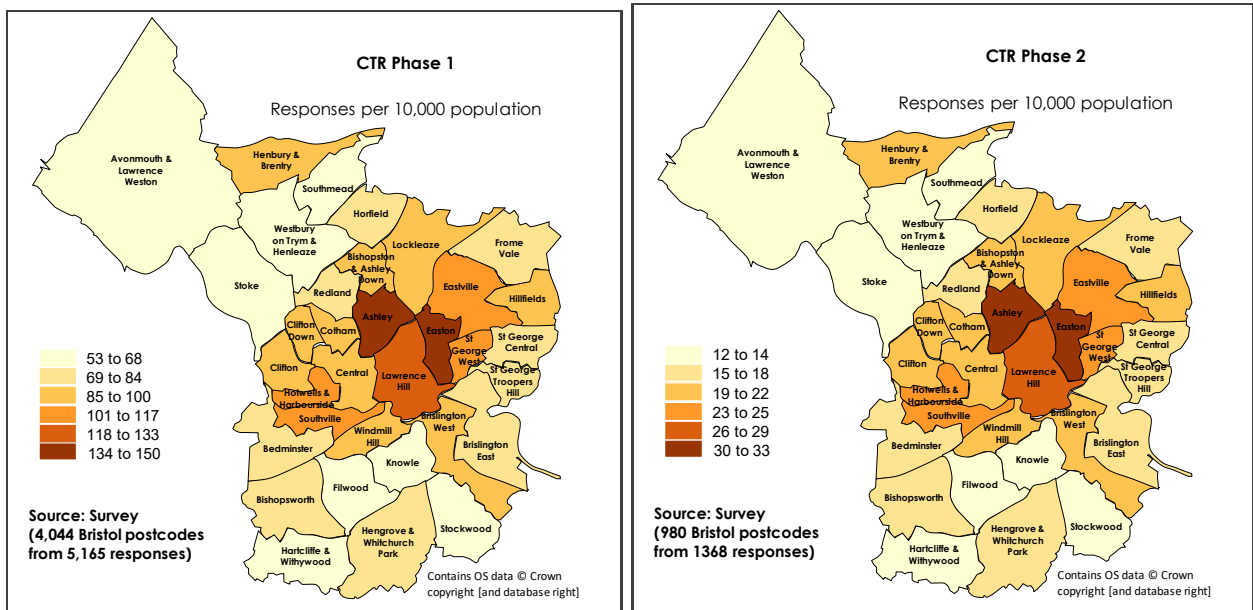 CTR Phase 1
Responses per 10,000 population
Avonmouth &
Lawrence
Weston
Henbury &
Brentry
Southmead
Horfield
Westbury
on Trym &
Henleaze
Lockleaze
Frome
Vale
Bishopston
& Ashley
Down
Stoke
Redland
Eastville
Hillfields
Ashley
Easton
Clifton
Down
Cotham
St
George
West
St George
Central
Clifton
Central
Lawrence
Hill
St George
Troopers
Hill
Hotwells &
Harbourside
Southville
Brislington
West
Windmill
Hill
Bedminster
Brislington
East
Knowle
Filwood
Bishopsworth
Stockwood
Hengrove &
Whitchurch
Park
Hartcliffe &
Withywood
53 to 68
69 to 84
85 to 100
101 to 117
118 to 133
134 to 150
Source: Survey
(4,044 Bristol postcodes
from 5,165 responses)
Contains OS data © Crown
copyright [and database right]
CTR Phase 2
Responses per 10,000 population
Avonmouth &
Lawrence
Weston
Henbury &
Brentry
Southmead
Horfield
Westbury
on Trym &
Henleaze
Lockleaze
Frome
Vale
Bishopston
& Ashley
Down
Stoke
Redland
Eastville
Hillfields
Ashley
Easton
Clifton
Down
Cotham
St
George
West
St George
Central
Clifton
Central
Lawrence
Hill
St George
Troopers
Hill
Hotwells &
Harbourside
Southville
Brislington
West
Windmill
Hill
Bedminster
Brislington
East
Knowle
Filwood
Bishopsworth
Stockwood
Hengrove &
Whitchurch
Park
Hartcliffe &
Withywood
12 to 14
15 to 18
19 to 22
23 to 25
26 to 29
30 to 33
Source: Survey
(980 Bristol postcodes
from 1368 responses)
Contains OS data © Crown
copyright [and database right]